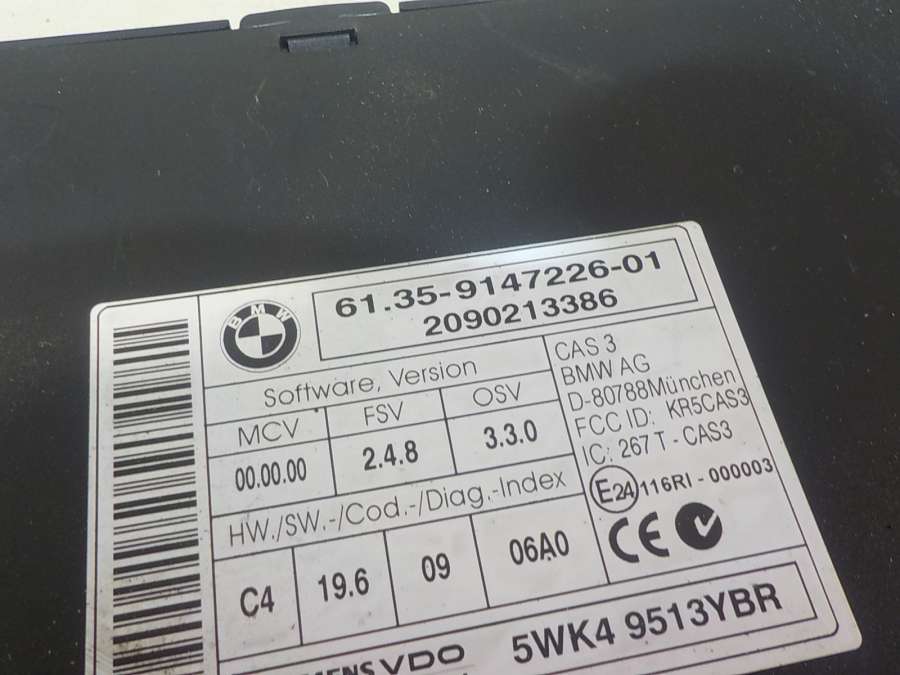 BMW
61.35-9147226-01
2090213386
Software, Version
MCV FSV OSV
00.00.00 2.4.8 3.3.0
HW./SW.-/Cod.-/Diag.-Index
C4 19.6 09 06A0
CAS 3
BMW AG
D-80788München
FCC ID: KR5CAS3
IC: 267 T - CAS3
E24 116RI - 000003
CE
VDO 5WK4 9513YBR